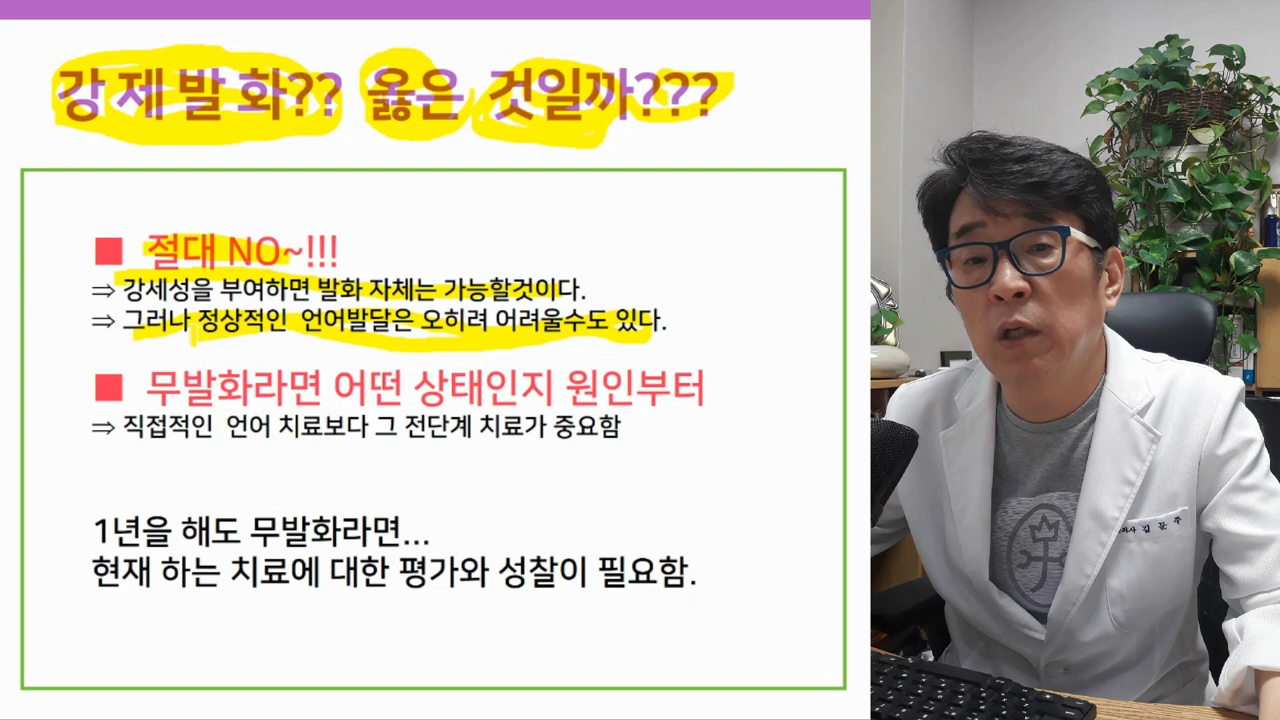 강제발화?? 옳은 것일까???
■ 절대 NO~!!!
⇒ 강세성을 부여하면 발화 자체는 가능할것이다.
⇒ 그러나 정상적인 언어발달은 오히려 어려울수도 있다.
■ 무발화라면 어떤 상태인지 원인부터
⇒ 직접적인 언어 치료보다 그 전단계 치료가 중요함
1년을 해도 무발화라면...
현재 하는 치료에 대한 평가와 성찰이 필요함.
김문주